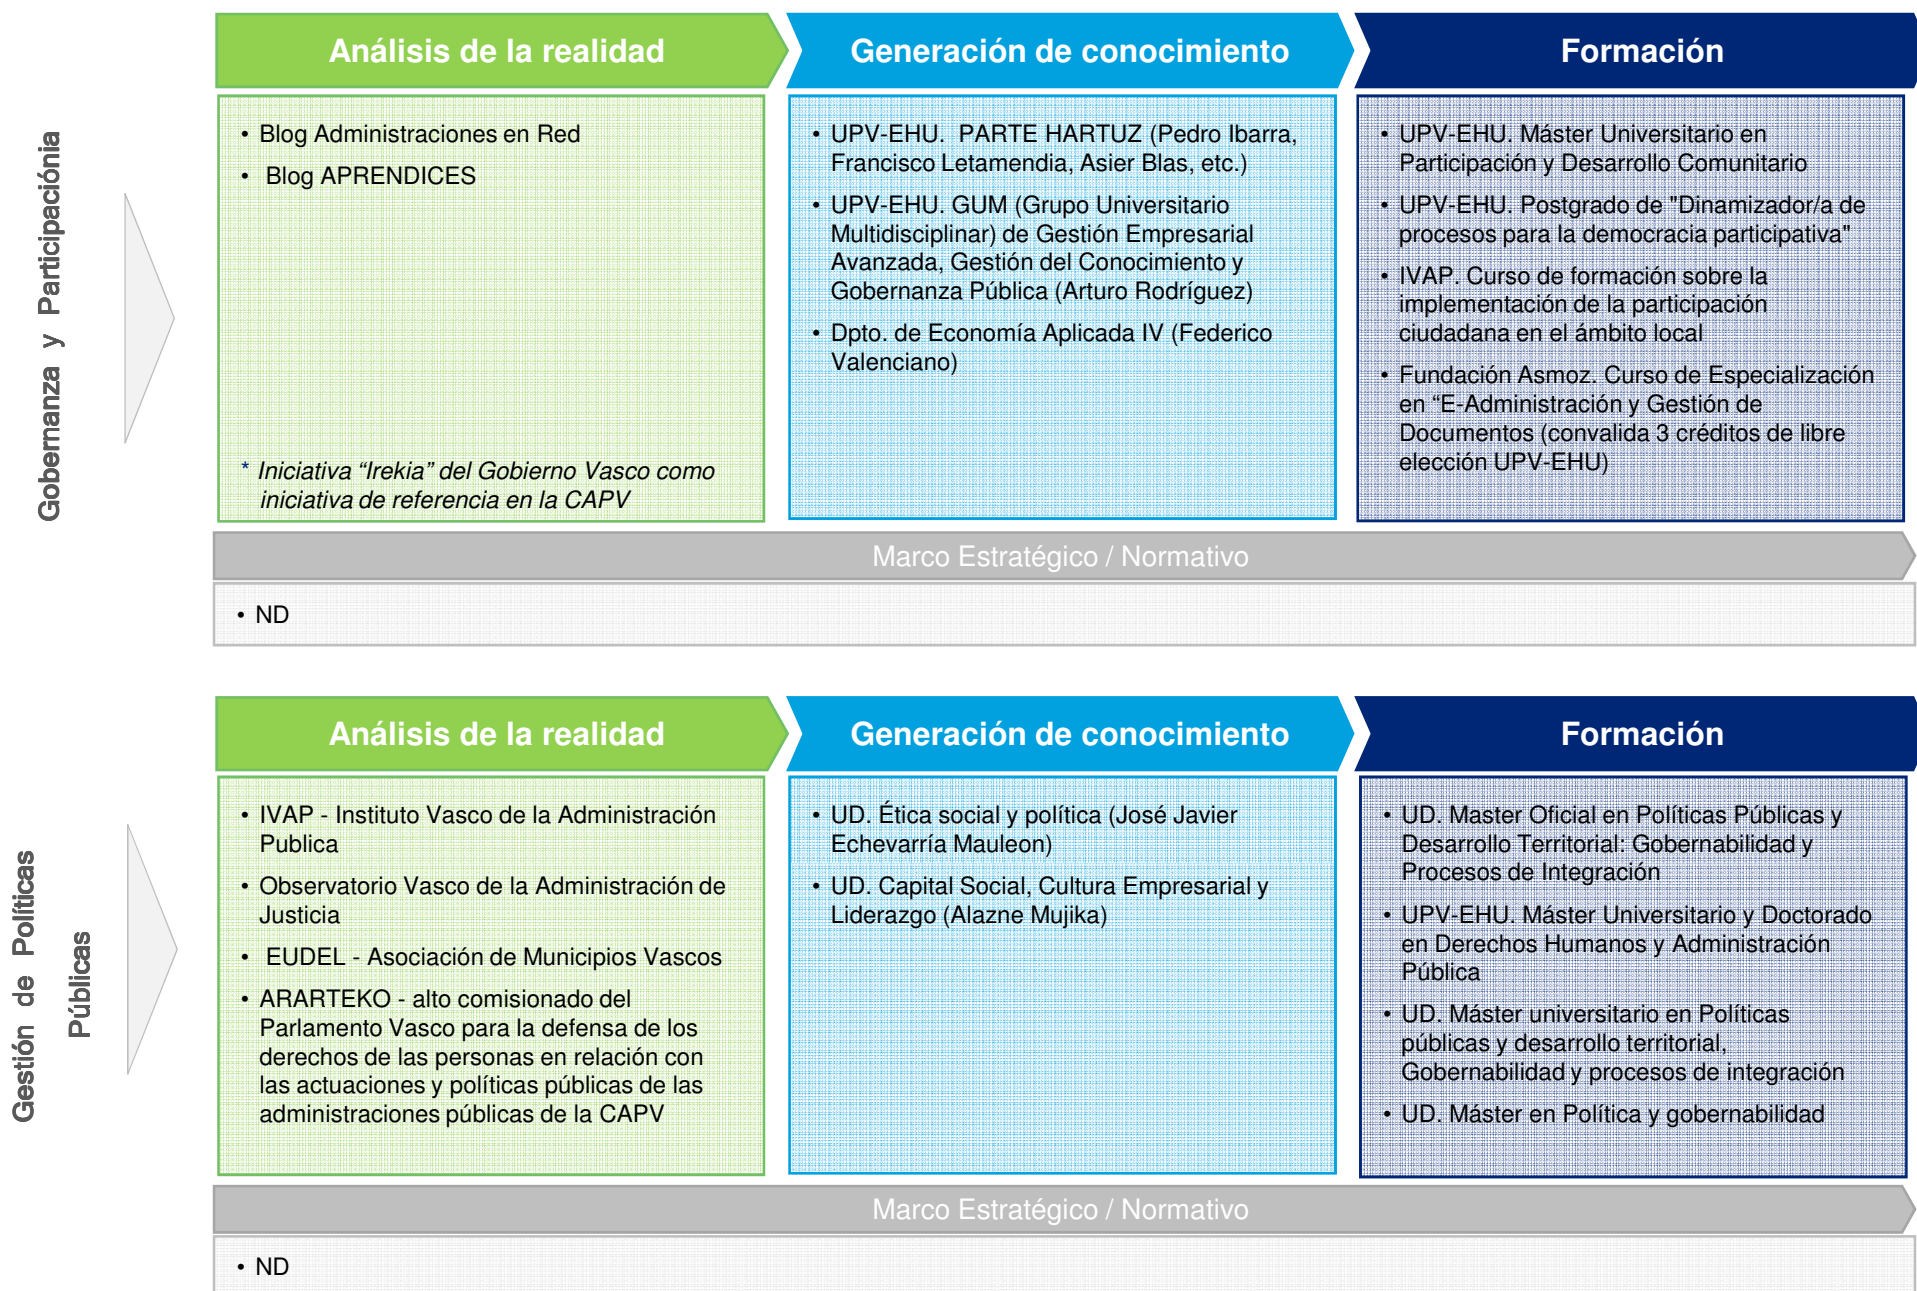 Gobernanza y Participaciónia
Análisis de la realidad
Generación de conocimiento
Formación
• Blog Administraciones en Red
• Blog APRENDICES
* Iniciativa “Irekia” del Gobierno Vasco como
iniciativa de referencia en la CAPV
• UPV-EHU. PARTE HARTUZ (Pedro Ibarra,
Francisco Letamendia, Asier Blas, etc.)
• UPV-EHU. GUM (Grupo Universitario
Multidisciplinar) de Gestión Empresarial
Avanzada, Gestión del Conocimiento y
Gobernanza Pública (Arturo Rodríguez)
• Dpto. de Economía Aplicada IV (Federico
Valenciano)
• UPV-EHU. Máster Universitario en
Participación y Desarrollo Comunitario
• UPV-EHU. Postgrado de "Dinamizador/a de
procesos para la democracia participativa"
• IVAP. Curso de formación sobre la
implementación de la participación
ciudadana en el ámbito local
• Fundación Asmoz. Curso de Especialización
en “E-Administración y Gestión de
Documentos (convalida 3 créditos de libre
elección UPV-EHU)
Marco Estratégico / Normativo
• ND
Gestión de Políticas
Públicas
Análisis de la realidad
Generación de conocimiento
Formación
• IVAP - Instituto Vasco de la Administración
Publica
• Observatorio Vasco de la Administración de
Justicia
• EUDEL - Asociación de Municipios Vascos
• ARARTEKO - alto comisionado del
Parlamento Vasco para la defensa de los
derechos de las personas en relación con
las actuaciones y políticas públicas de las
administraciones públicas de la CAPV
• UD. Ética social y política (José Javier
Echevarría Mauleon)
• UD. Capital Social, Cultura Empresarial y
Liderazgo (Alazne Mujika)
• UD. Master Oficial en Políticas Públicas y
Desarrollo Territorial: Gobernabilidad y
Procesos de Integración
• UPV-EHU. Máster Universitario y Doctorado
en Derechos Humanos y Administración
Pública
• UD. Máster universitario en Políticas
públicas y desarrollo territorial,
Gobernabilidad y procesos de integración
• UD. Máster en Política y gobernabilidad
Marco Estratégico / Normativo
• ND